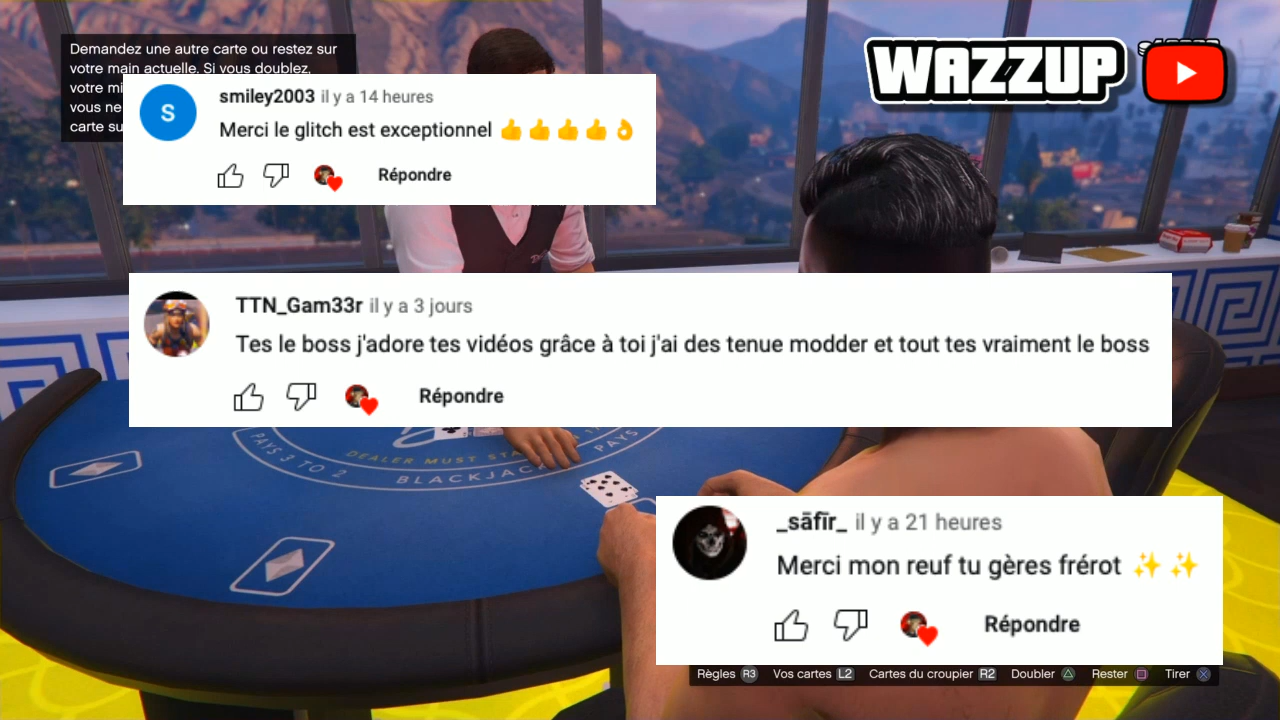 Demandez une autre carte ou restez sur
votre main actuelle. Si vous doublez,
votre mi
vous ne
carte su
WAZZUP
S
smiley2003 il y a 14 heures
Merci le glitch est exceptionnel 👍👍👍👍👌
Répondre
TTN_Gam33r il y a 3 jours
Tes le boss j'adore tes vidéos grâce à toi j'ai des tenue modder et tout tes vraiment le boss
Répondre
PAYS 3 TO 2
PAYS
DEALER MUST STA
BLACKJACK
_sāfīr_ il y a 21 heures
Merci mon reuf tu gères frérot ✨✨
Répondre
Règles R3 Vos cartes L2 Cartes du croupier R2 Doubler Rester Tirer